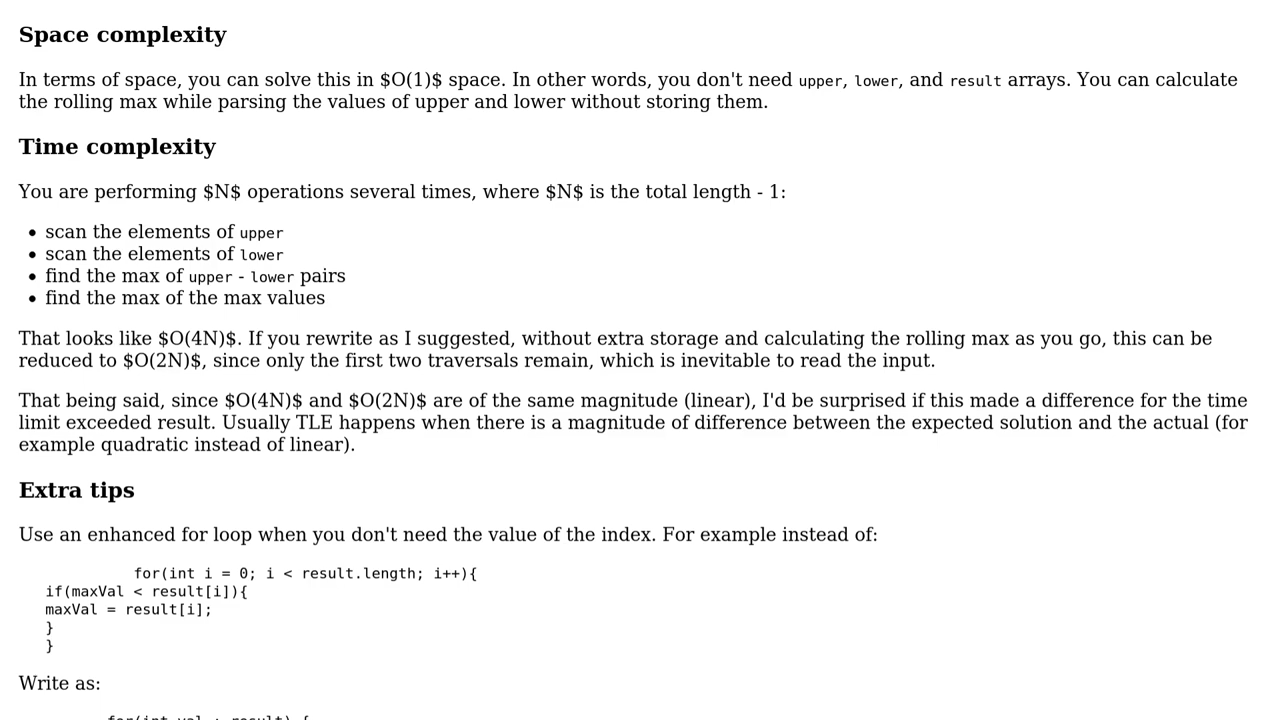 Space complexity
In terms of space, you can solve this in $O(1)$ space. In other words, you don't need upper, lower, and result arrays. You can calculate
the rolling max while parsing the values of upper and lower without storing them.
Time complexity
You are performing $N$ operations several times, where $N$ is the total length - 1:
• scan the elements of upper
• scan the elements of lower
• find the max of upper - lower pairs
• find the max of the max values
That looks like $O(4N)$. If you rewrite as I suggested, without extra storage and calculating the rolling max as you go, this can be
reduced to $O(2N)$, since only the first two traversals remain, which is inevitable to read the input.
That being said, since $O(4N)$ and $O(2N)$ are of the same magnitude (linear), I'd be surprised if this made a difference for the time
limit exceeded result. Usually TLE happens when there is a magnitude of difference between the expected solution and the actual (for
example quadratic instead of linear).
Extra tips
Use an enhanced for loop when you don't need the value of the index. For example instead of:
for(int i = 0; i < result.length; i++){
if(maxVal < result[i]){
maxVal = result[i];
}
}
Write as:
for(int val : result) {